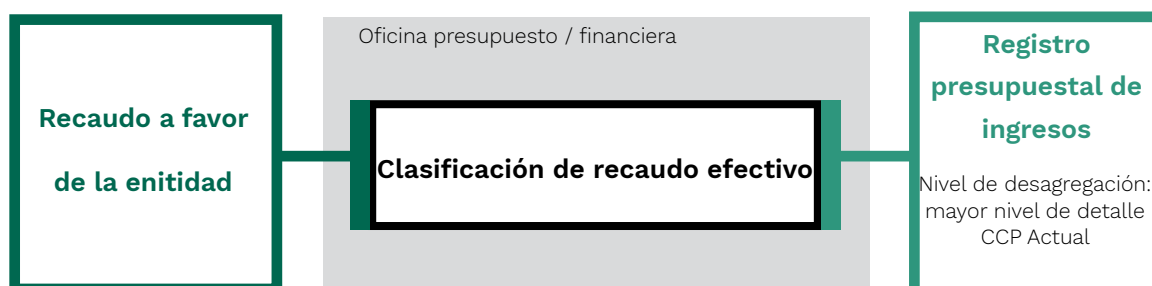 Recaudo a favor
de la enitidad
Oficina presupuesto / financiera
Clasificación de recaudo efectivo
Registro
presupuestal de
ingresos
Nivel de desagregación:
mayor nivel de detalle
CCP Actual